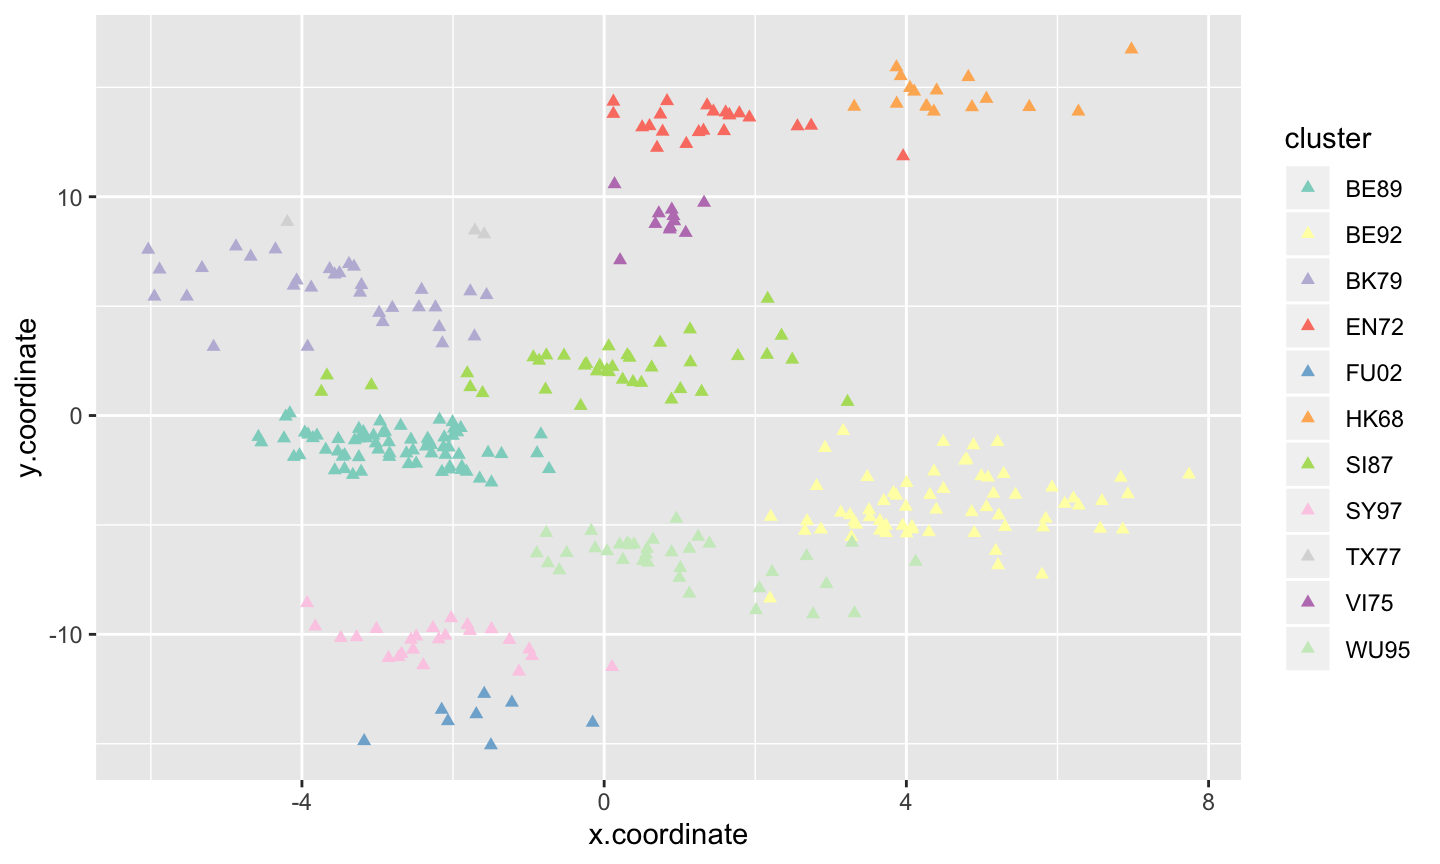 cluster
BE89
BE92
BK79
EN72
FU02
HK68
SI87
SY97
TX77
VI75
WU95
y.coordinate
10
0
-10
-4
0
4
8
x.coordinate